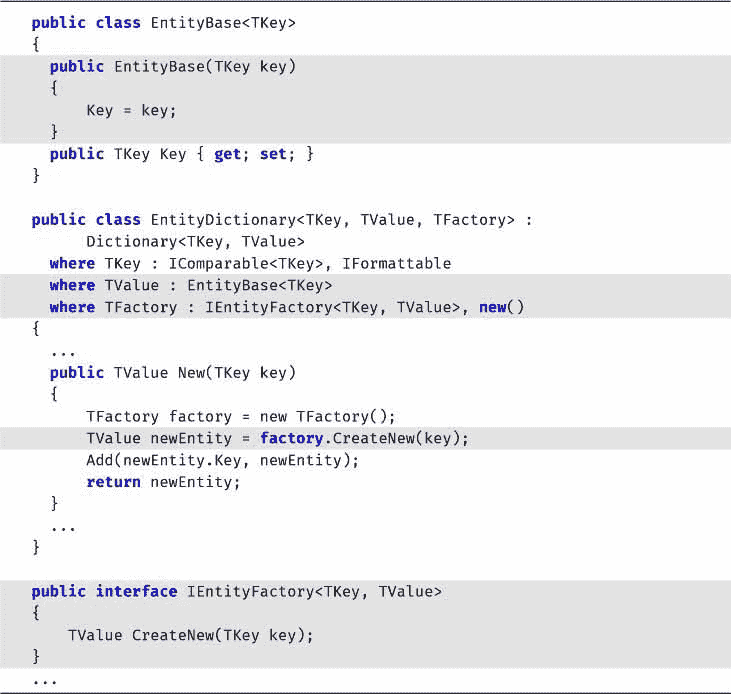 public class EntityBase<TKey>
{
  public EntityBase(TKey key)
  {
      Key = key;
  }
  public TKey Key { get; set; }
}

public class EntityDictionary<TKey, TValue, TFactory> :
      Dictionary<TKey, TValue>
  where TKey : IComparable<TKey>, IFormattable
  where TValue : EntityBase<TKey>
  where TFactory : IEntityFactory<TKey, TValue>, new()
{
  ...
  public TValue New(TKey key)
  {
      TFactory factory = new TFactory();
      TValue newEntity = factory.CreateNew(key);
      Add(newEntity.Key, newEntity);
      return newEntity;
  }
  ...
}

public interface IEntityFactory<TKey, TValue>
{
    TValue CreateNew(TKey key);
}
...